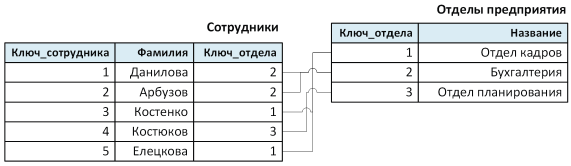 Сотрудники
Ключ_сотрудника Фамилия Ключ_отдела
1 Данилова 2
2 Арбузов 2
3 Костенко 1
4 Костюков 3
5 Елецкова 1
Отделы предприятия
Ключ_отдела Название
1 Отдел кадров
2 Бухгалтерия
3 Отдел планирования